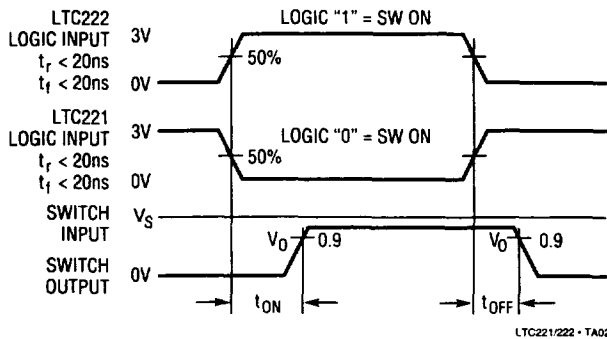 LTC222
LOGIC INPUT
tr < 20ns
tf < 20ns
3V
0V
LOGIC “1” = SW ON
50%
LTC221
LOGIC INPUT
tr < 20ns
tf < 20ns
3V
0V
LOGIC “0” = SW ON
50%
SWITCH
INPUT
VS
SWITCH
OUTPUT
0V
VO 0.9
VO 0.9
tON
tOFF
LTC221/222 • TA02